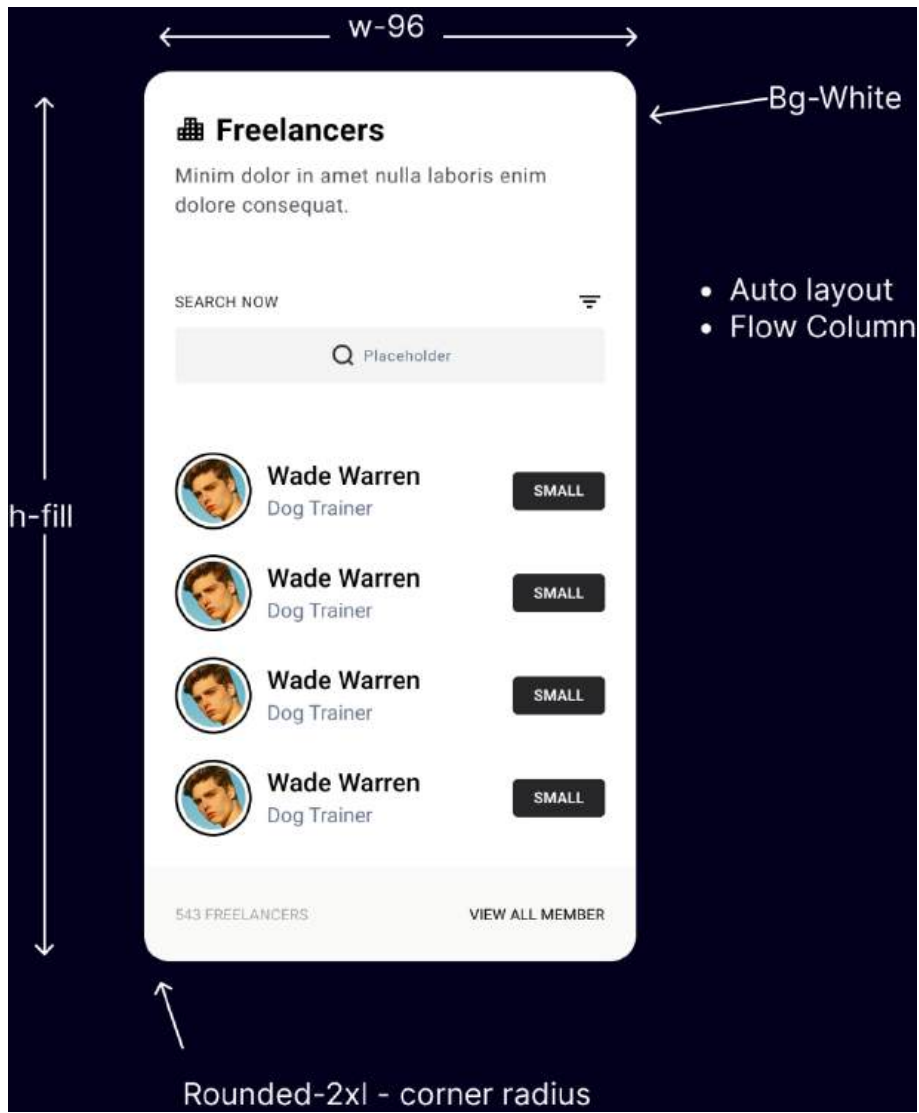 w-96
Bg-White
Freelancers
Minim dolor in amet nulla laboris enim
dolore consequat.
SEARCH NOW
• Auto layout
• Flow Column
Placeholder
Wade Warren
Dog Trainer
SMALL
h-fill
Wade Warren
Dog Trainer
SMALL
Wade Warren
Dog Trainer
SMALL
Wade Warren
Dog Trainer
SMALL
543 FREELANCERS
VIEW ALL MEMBER
Rounded-2xl - corner radius